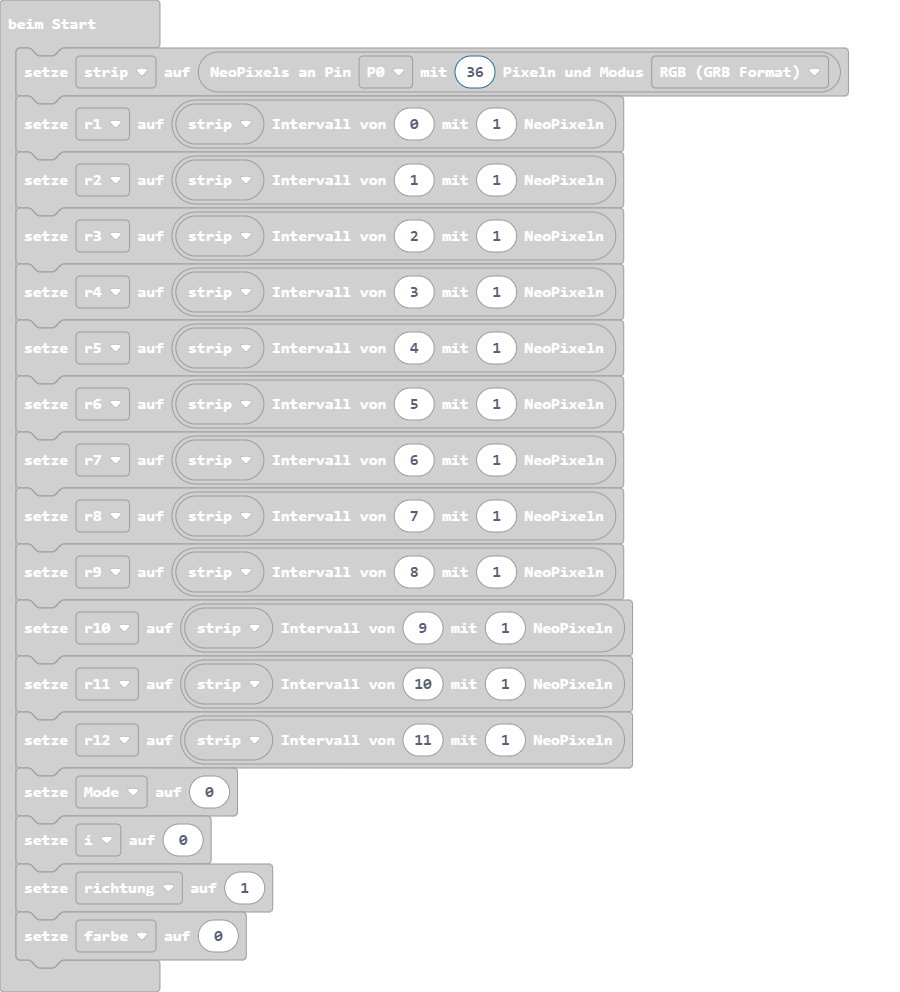 beim Start
setze strip auf NeoPixels an Pin P0 mit 36 Pixeln und Modus RGB (GRB Format)
setze r1 auf strip Intervall von 0 mit 1 NeoPixeln
setze r2 auf strip Intervall von 1 mit 1 NeoPixeln
setze r3 auf strip Intervall von 2 mit 1 NeoPixeln
setze r4 auf strip Intervall von 3 mit 1 NeoPixeln
setze r5 auf strip Intervall von 4 mit 1 NeoPixeln
setze r6 auf strip Intervall von 5 mit 1 NeoPixeln
setze r7 auf strip Intervall von 6 mit 1 NeoPixeln
setze r8 auf strip Intervall von 7 mit 1 NeoPixeln
setze r9 auf strip Intervall von 8 mit 1 NeoPixeln
setze r10 auf strip Intervall von 9 mit 1 NeoPixeln
setze r11 auf strip Intervall von 10 mit 1 NeoPixeln
setze r12 auf strip Intervall von 11 mit 1 NeoPixeln
setze Mode auf 0
setze i auf 0
setze richtung auf 1
setze farbe auf 0